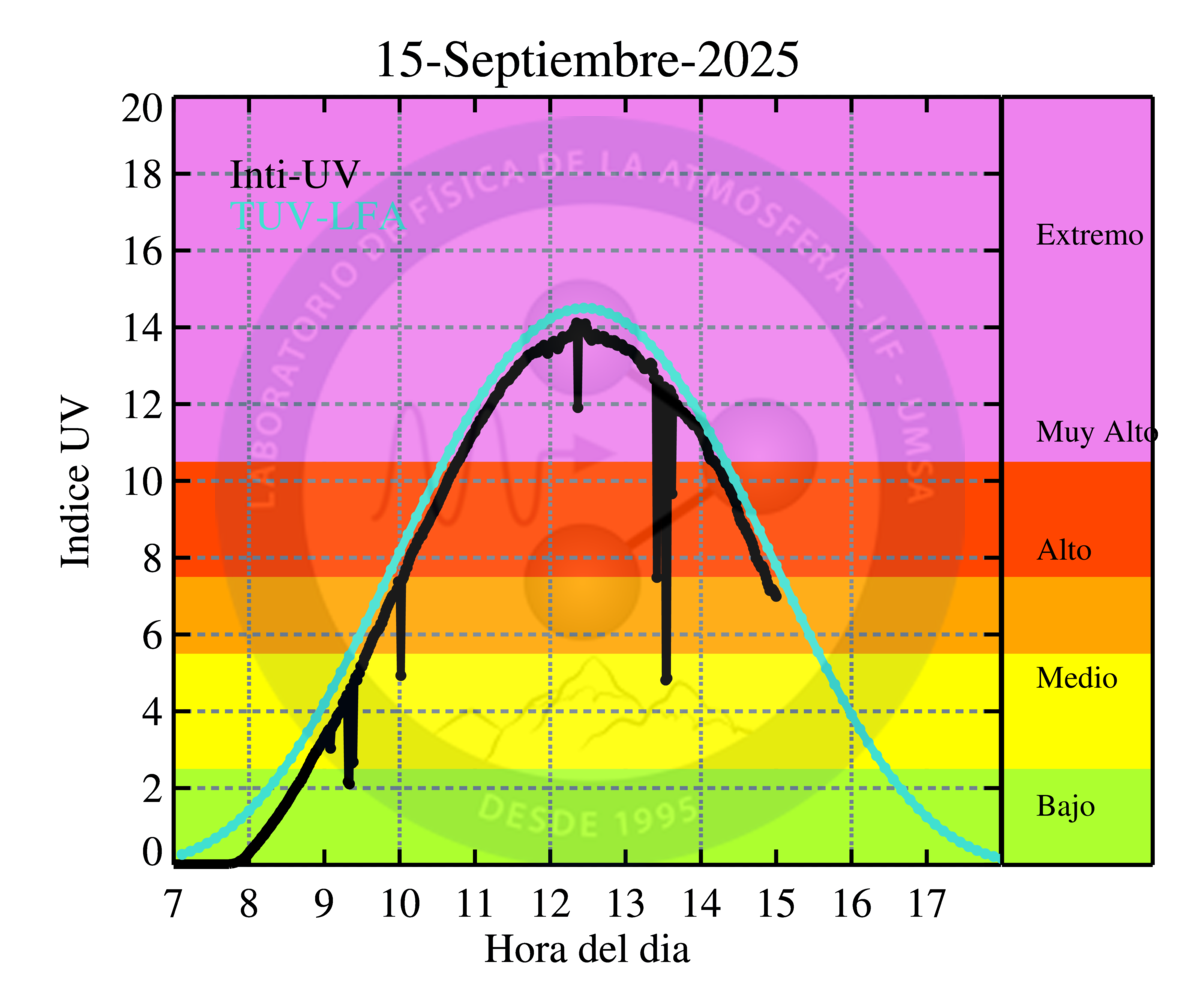 15-Septiembre-2025
20
18
16
14
12
10
8
6
4
2
0
Indice UV
Inti-UV
TUV-LFA
LABORATORIO DE FÍSICA DE LA ATMÓSFERA - IIF - UMSA
DESDE 1995
Extremo
Muy Alto
Alto
Medio
Bajo
7 8 9 10 11 12 13 14 15 16 17
Hora del dia